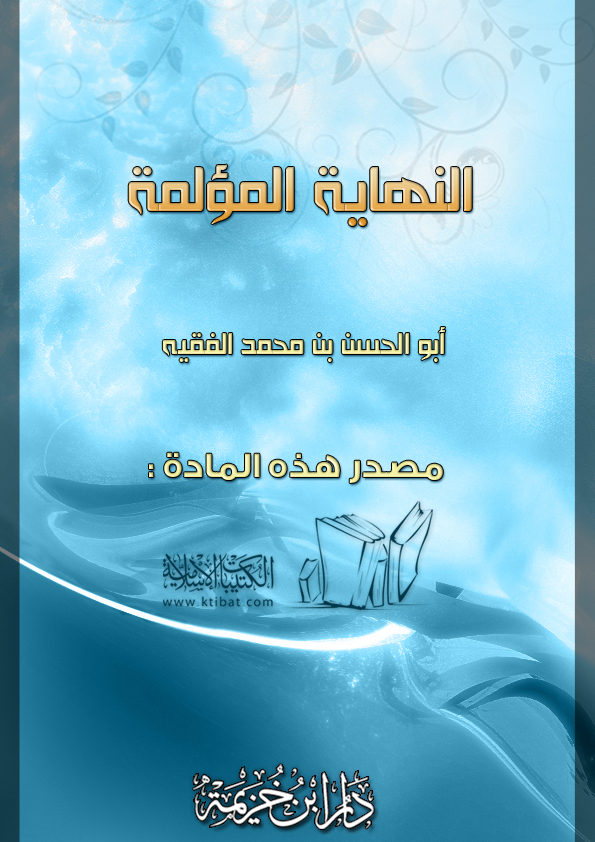 النهاية المؤلمة
أبو الحسن بن محمد الفقيه
مصدر هذه المادة :
الكتيبات الإسلامية
www.ktibat.com
دار ابن خزيمة